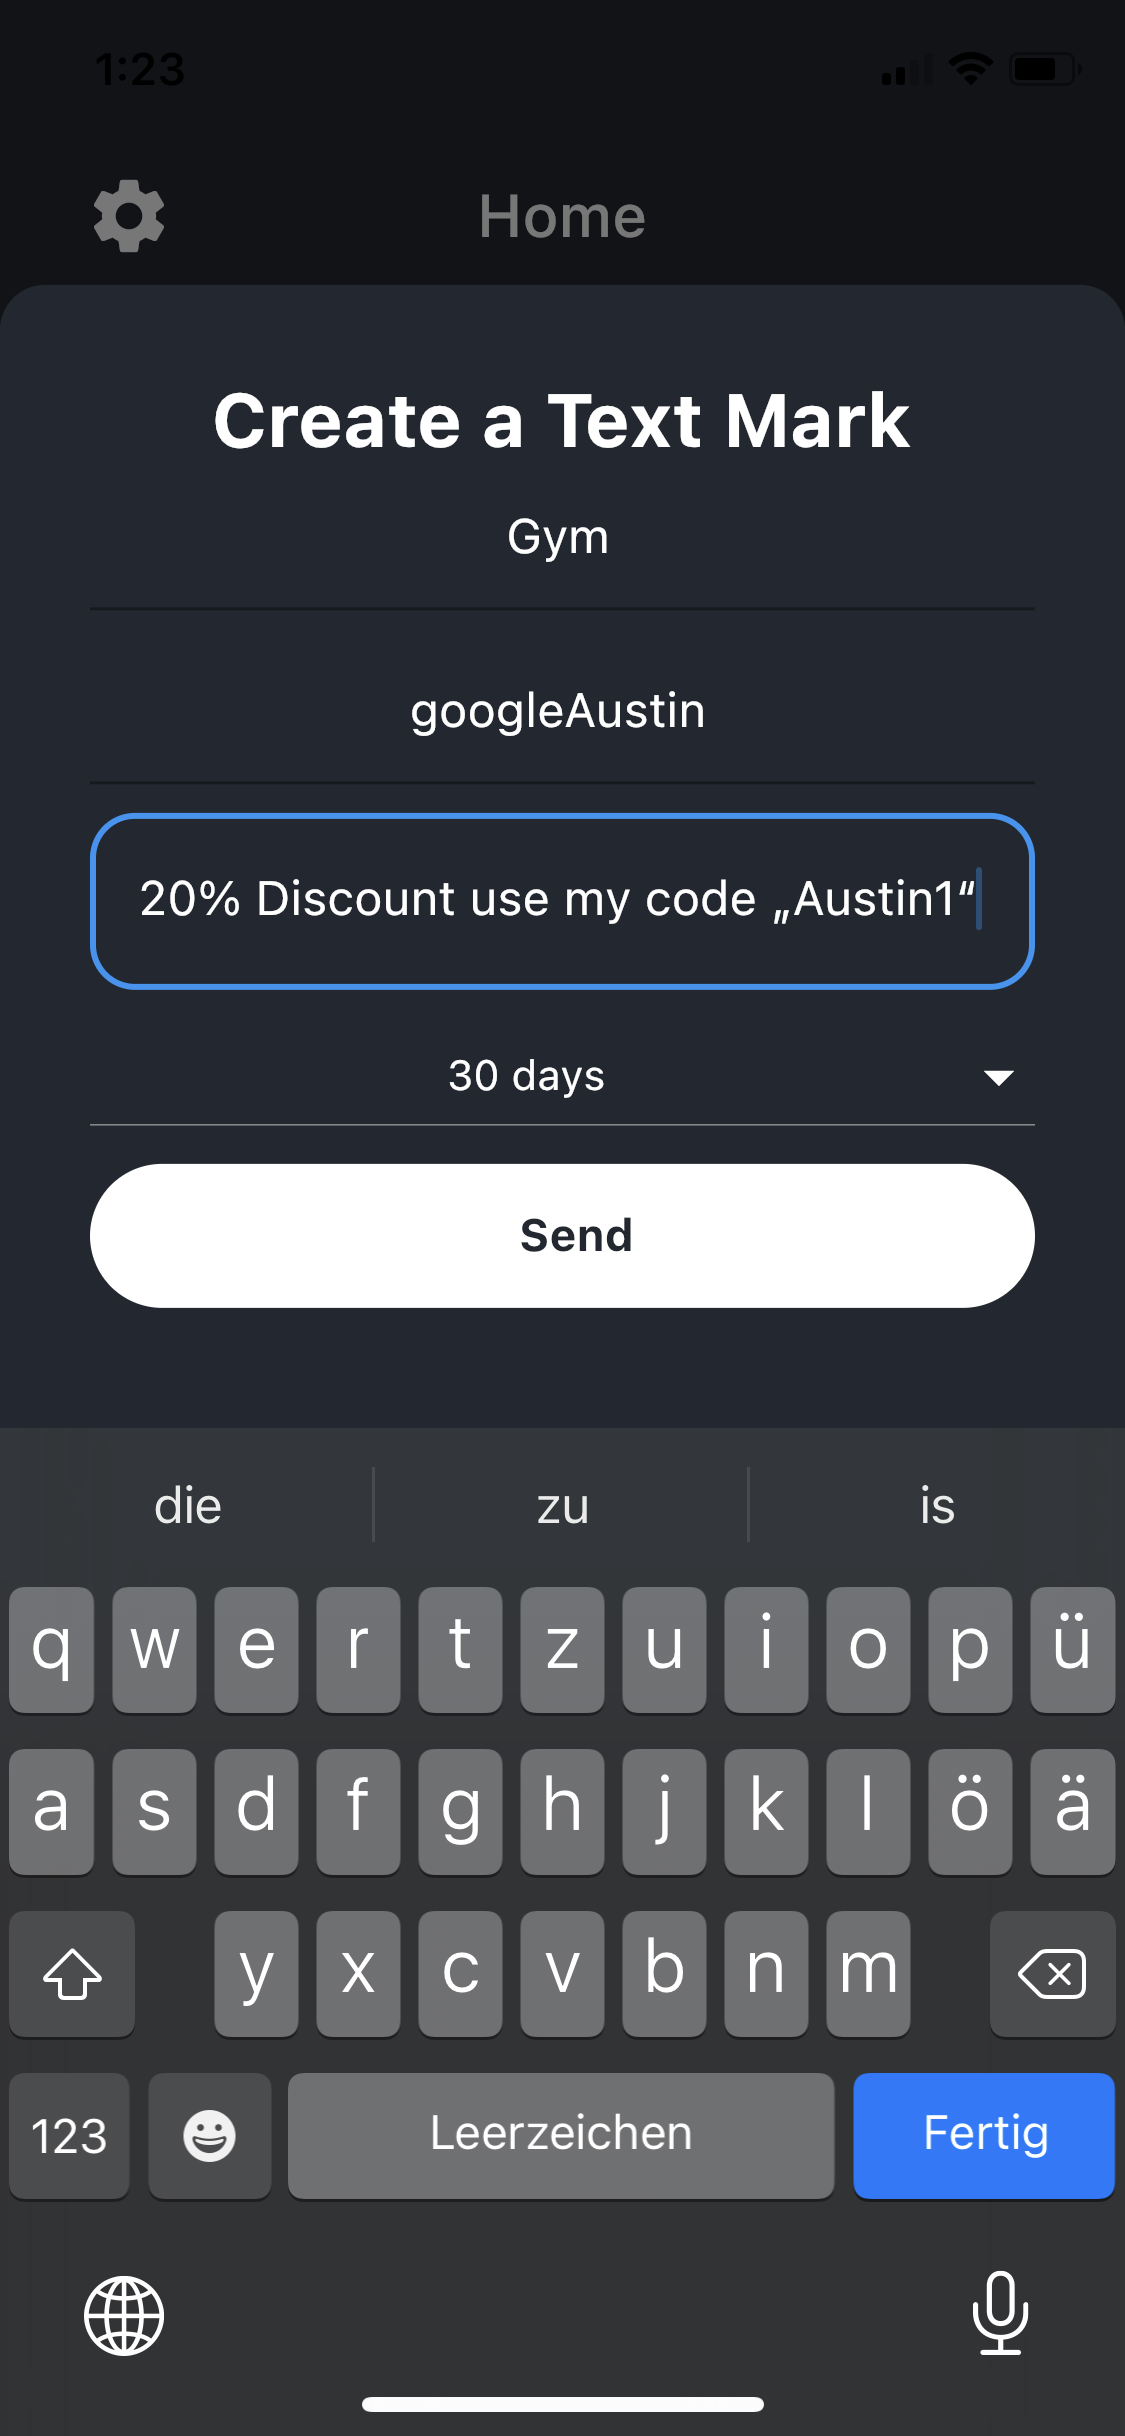 1:23
Home
Create a Text Mark
Gym
googleAustin
20% Discount use my code „Austin1“
30 days
Send
die zu is
q w e r t z u i o p ü
a s d f g h j k l ö ä
y x c v b n m
123 Leerzeichen Fertig